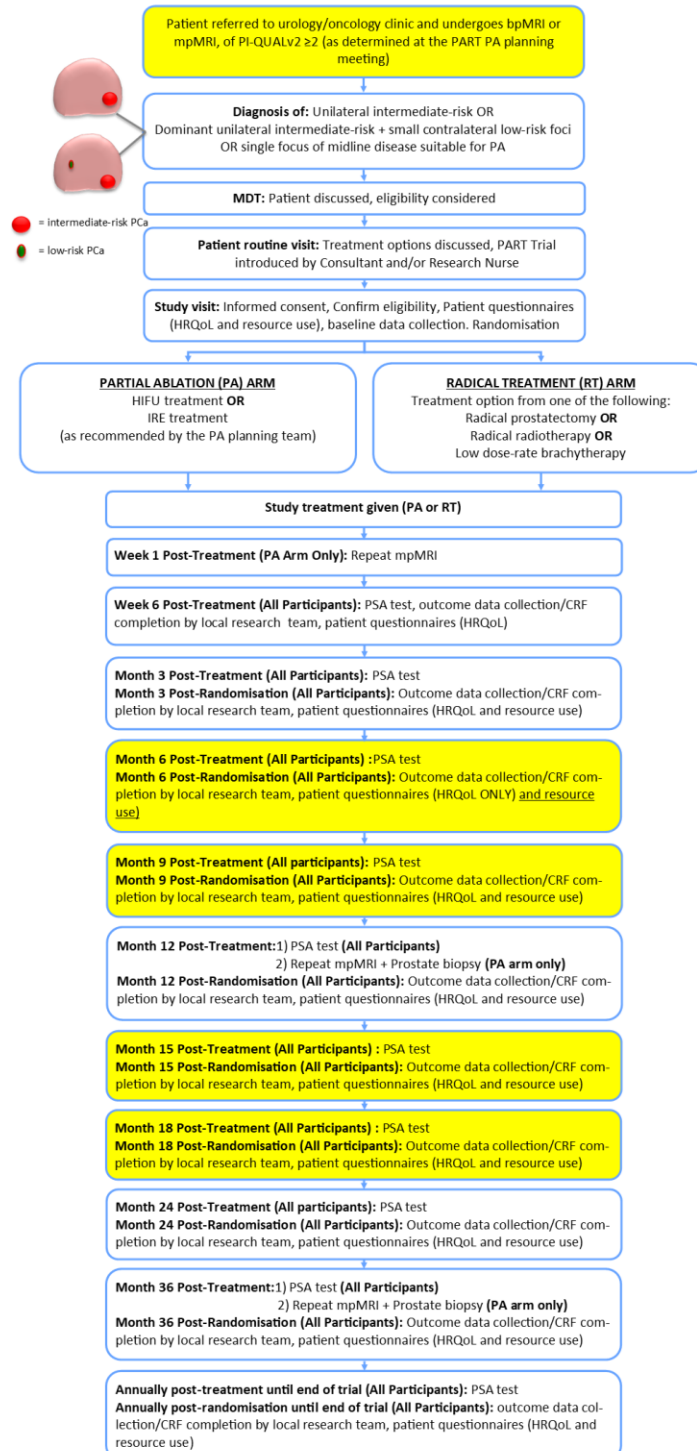 Patient referred to urology/oncology clinic and undergoes bpMRI or
mpMRI, of PI-QUALv2 ≥2 (as determined at the PART PA planning
meeting)
Diagnosis of: Unilateral intermediate-risk OR
Dominant unilateral intermediate-risk + small contralateral low-risk foci
OR single focus of midline disease suitable for PA
MDT: Patient discussed, eligibility considered
= intermediate-risk PCa
= low-risk PCa
Patient routine visit: Treatment options discussed, PART Trial
introduced by Consultant and/or Research Nurse
Study visit: Informed consent, Confirm eligibility, Patient questionnaires
(HRQoL and resource use), baseline data collection. Randomisation
PARTIAL ABLATION (PA) ARM
HIFU treatment OR
IRE treatment
(as recommended by the PA planning team)
RADICAL TREATMENT (RT) ARM
Treatment option from one of the following:
Radical prostatectomy OR
Radical radiotherapy OR
Low dose-rate brachytherapy
Study treatment given (PA or RT)
Week 1 Post-Treatment (PA Arm Only): Repeat mpMRI
Week 6 Post-Treatment (All Participants): PSA test, outcome data collection/CRF
completion by local research team, patient questionnaires (HRQoL)
Month 3 Post-Treatment (All Participants): PSA test
Month 3 Post-Randomisation (All Participants): Outcome data collection/CRF com-
pletion by local research team, patient questionnaires (HRQoL and resource use)
Month 6 Post-Treatment (All Participants) :PSA test
Month 6 Post-Randomisation (All Participants): Outcome data collection/CRF com-
pletion by local research team, patient questionnaires (HRQoL ONLY) and resource
use)
Month 9 Post-Treatment (All participants): PSA test
Month 9 Post-Randomisation (All Participants): Outcome data collection/CRF com-
pletion by local research team, patient questionnaires (HRQoL and resource use)
Month 12 Post-Treatment:1) PSA test (All Participants)
2) Repeat mpMRI + Prostate biopsy (PA arm only)
Month 12 Post-Randomisation (All Participants): Outcome data collection/CRF com-
pletion by local research team, patient questionnaires (HRQoL and resource use)
Month 15 Post-Treatment (All Participants) : PSA test
Month 15 Post-Randomisation (All Participants): Outcome data collection/CRF com-
pletion by local research team, patient questionnaires (HRQoL and resource use)
Month 18 Post-Treatment (All Participants) : PSA test
Month 18 Post-Randomisation (All Participants): Outcome data collection/CRF com-
pletion by local research team, patient questionnaires (HRQoL and resource use)
Month 24 Post-Treatment (All participants): PSA test
Month 24 Post-Randomisation (All Participants): Outcome data collection/CRF com-
pletion by local research team, patient questionnaires (HRQoL and resource use)
Month 36 Post-Treatment:1) PSA test (All Participants)
2) Repeat mpMRI + Prostate biopsy (PA arm only)
Month 36 Post-Randomisation (All Participants): Outcome data collection/CRF com-
pletion by local research team, patient questionnaires (HRQoL and resource use)
Annually post-treatment until end of trial (All Participants): PSA test
Annually post-randomisation until end of trial (All Participants): outcome data col-
lection/CRF completion by local research team, patient questionnaires (HRQoL and
resource use)